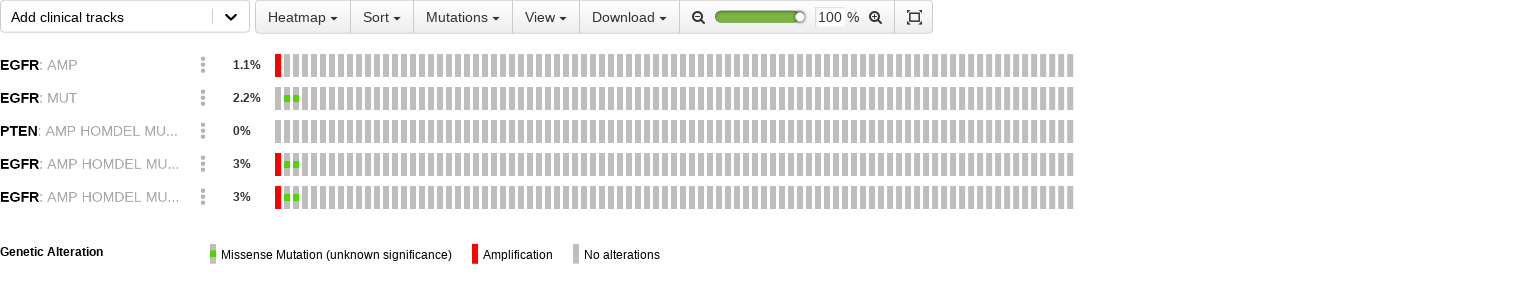 Add clinical tracks Heatmap Sort Mutations View Download 100 %
EGFR: AMP 1.1%
EGFR: MUT 2.2%
PTEN: AMP HOMDEL MU... 0%
EGFR: AMP HOMDEL MU... 3%
EGFR: AMP HOMDEL MU... 3%
Genetic Alteration Missense Mutation (unknown significance) Amplification No alterations